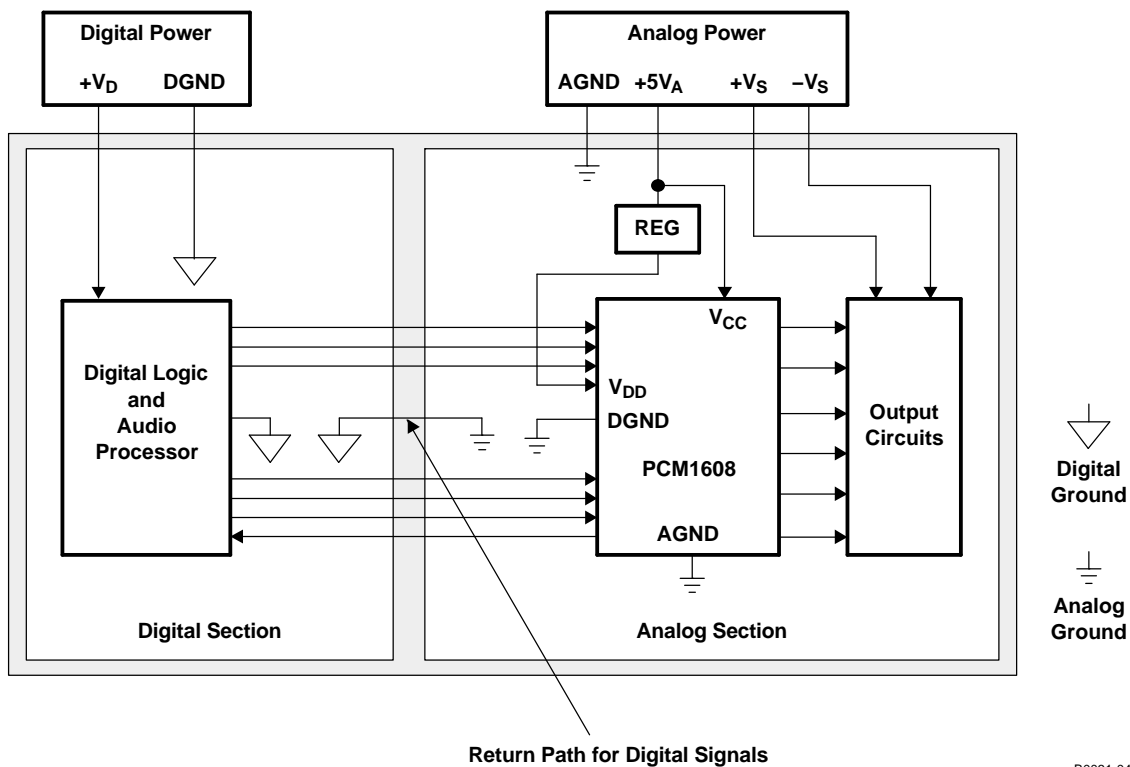 Digital Power
+VD DGND
Analog Power
AGND +5VA +VS −VS
REG
VCC
Digital Logic
and
Audio
Processor
VDD
DGND
PCM1608
AGND
Output
Circuits
Digital
Ground
Analog
Ground
Digital Section
Analog Section
Return Path for Digital Signals